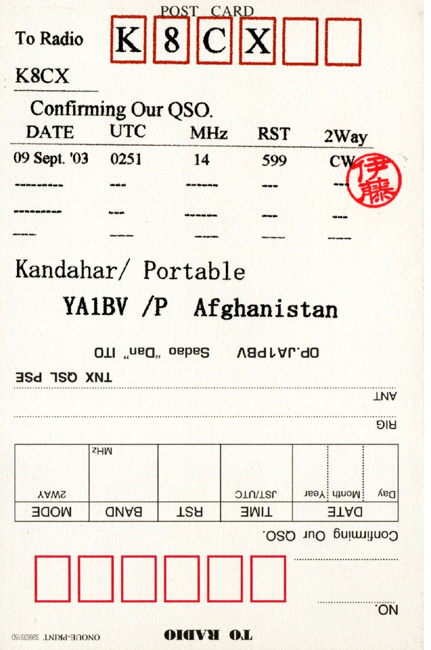 POST CARD
To Radio K 8 C X
K8CX
Confirming Our QSO.
DATE UTC MHz RST 2Way
09 Sept. '03 0251 14 599 CW
---------- --- ------ --- ---
---------- --- ------ --- ---
---- --- ---- --- ---
伊藤
Kandahar/ Portable
YA1BV /P Afghanistan
TO RADIO
ONOUE-PRINT 326603S15D
NO.
Confirming Our QSO.
DATE TIME RST BAND MODE
Day Month Year JST/UTC MHz 2WAY
RIG
ANT
TNX QSL PSE
OP.JA1PBV Sadao "Dan" ITO